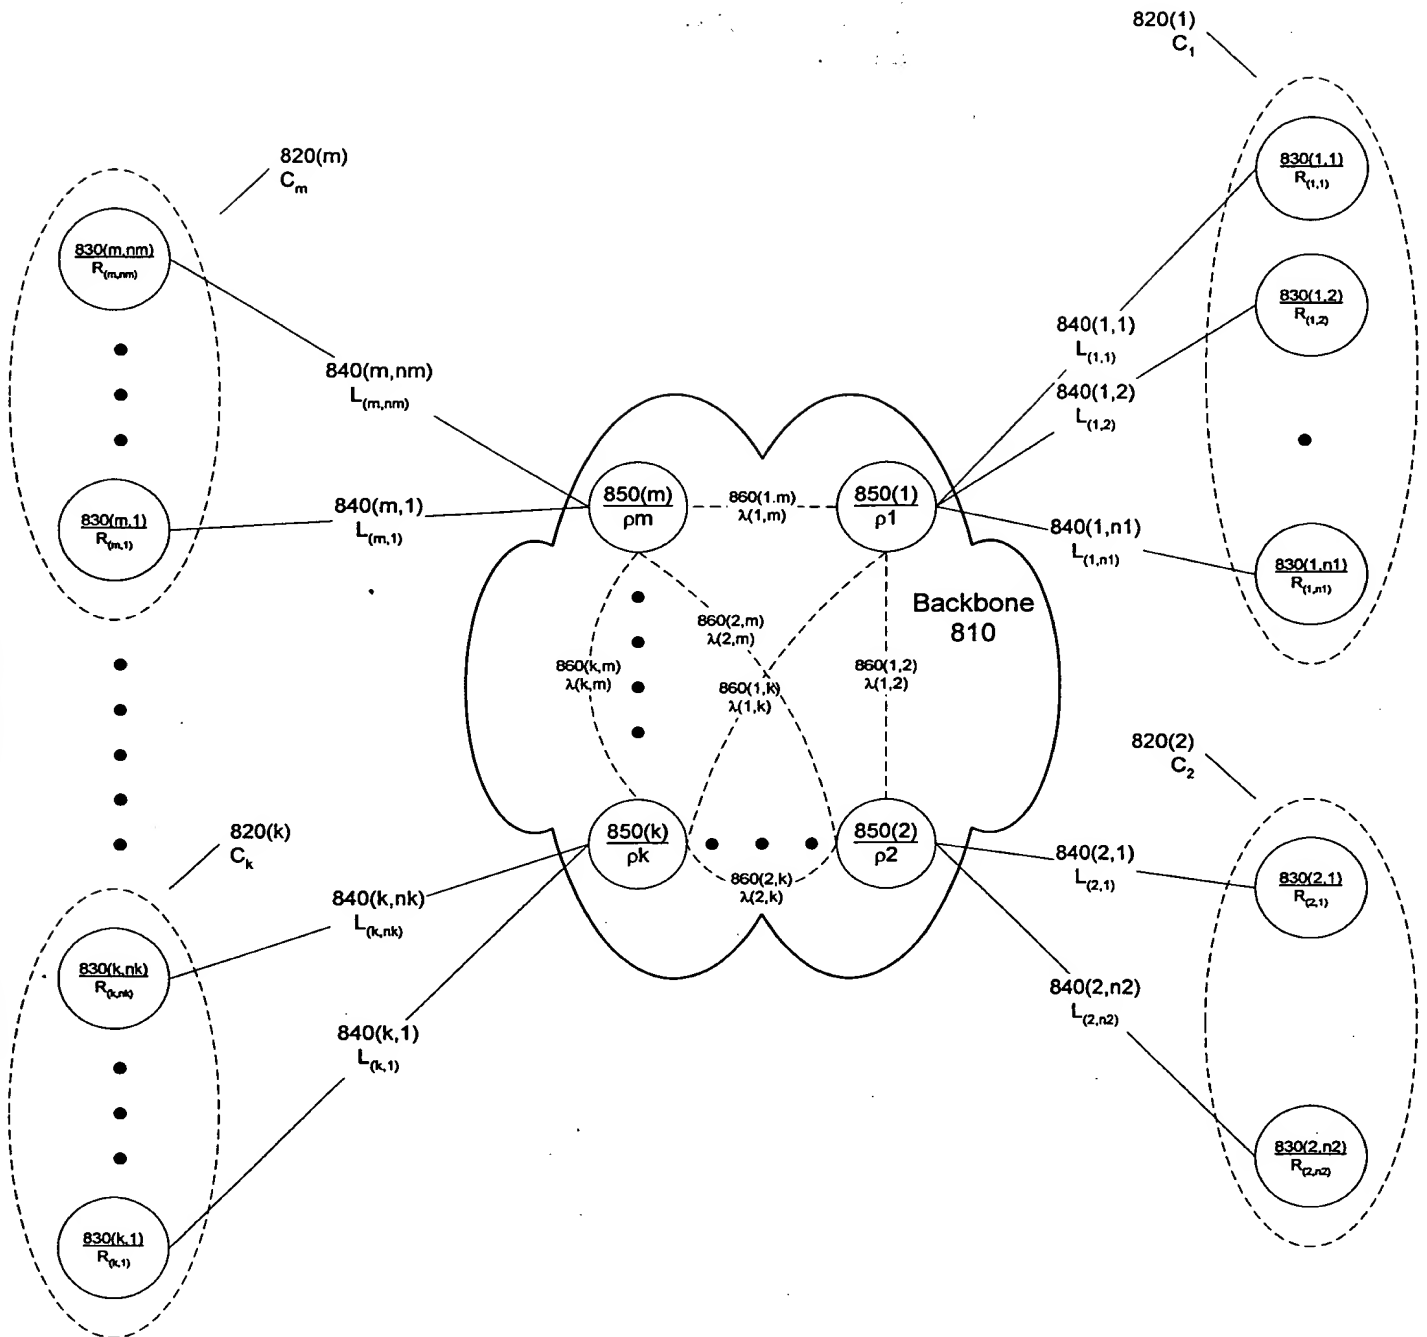 820(1)
C1
820(m)
Cm
830(1,1)
R(1,1)
830(m,nm)
R(m,nm)
830(1,2)
R(1,2)
840(1,1)
L(1,1)
840(m,nm)
L(m,nm)
840(1,2)
L(1,2)
850(m)
ρm
860(1.m)
λ(1,m)
850(1)
ρ1
830(m,1)
R(m,1)
840(m,1)
L(m,1)
840(1,n1)
L(1,n1)
830(1,n1)
R(1,n1)
Backbone
810
860(2,m)
λ(2,m)
860(k,m)
λ(k,m)
860(1,k)
λ(1,k)
860(1,2)
λ(1,2)
820(2)
C2
820(k)
Ck
850(k)
ρk
850(2)
ρ2
860(2,k)
λ(2,k)
840(2,1)
L(2,1)
830(2,1)
R(2,1)
840(k,nk)
L(k,nk)
830(k,nk)
R(k,nk)
840(2,n2)
L(2,n2)
840(k,1)
L(k,1)
830(2,n2)
R(2,n2)
830(k,1)
R(k,1)